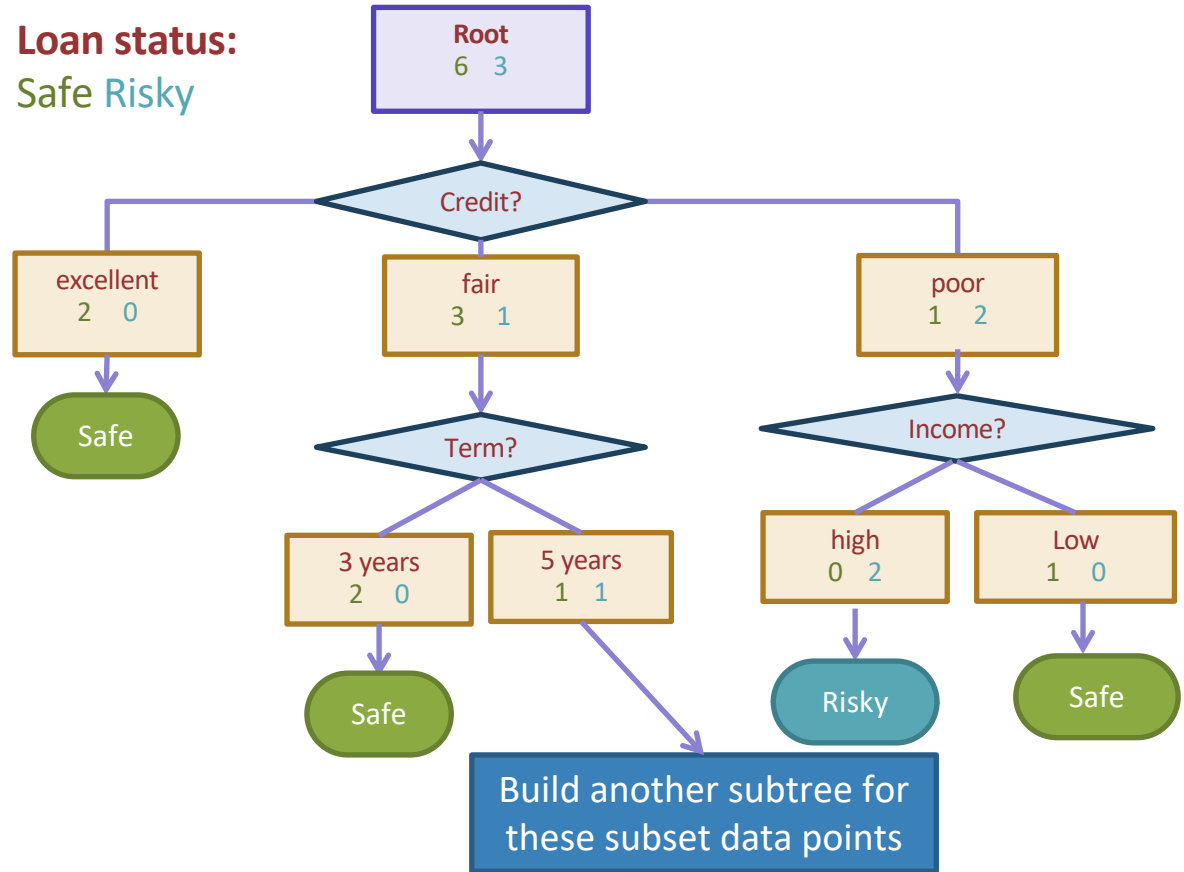 Loan status:
Safe Risky
Root
6 3
Credit?
excellent
2 0
fair
3 1
poor
1 2
Safe
Term?
Income?
3 years
2 0
5 years
1 1
high
0 2
Low
1 0
Safe
Risky
Safe
Build another subtree for
these subset data points